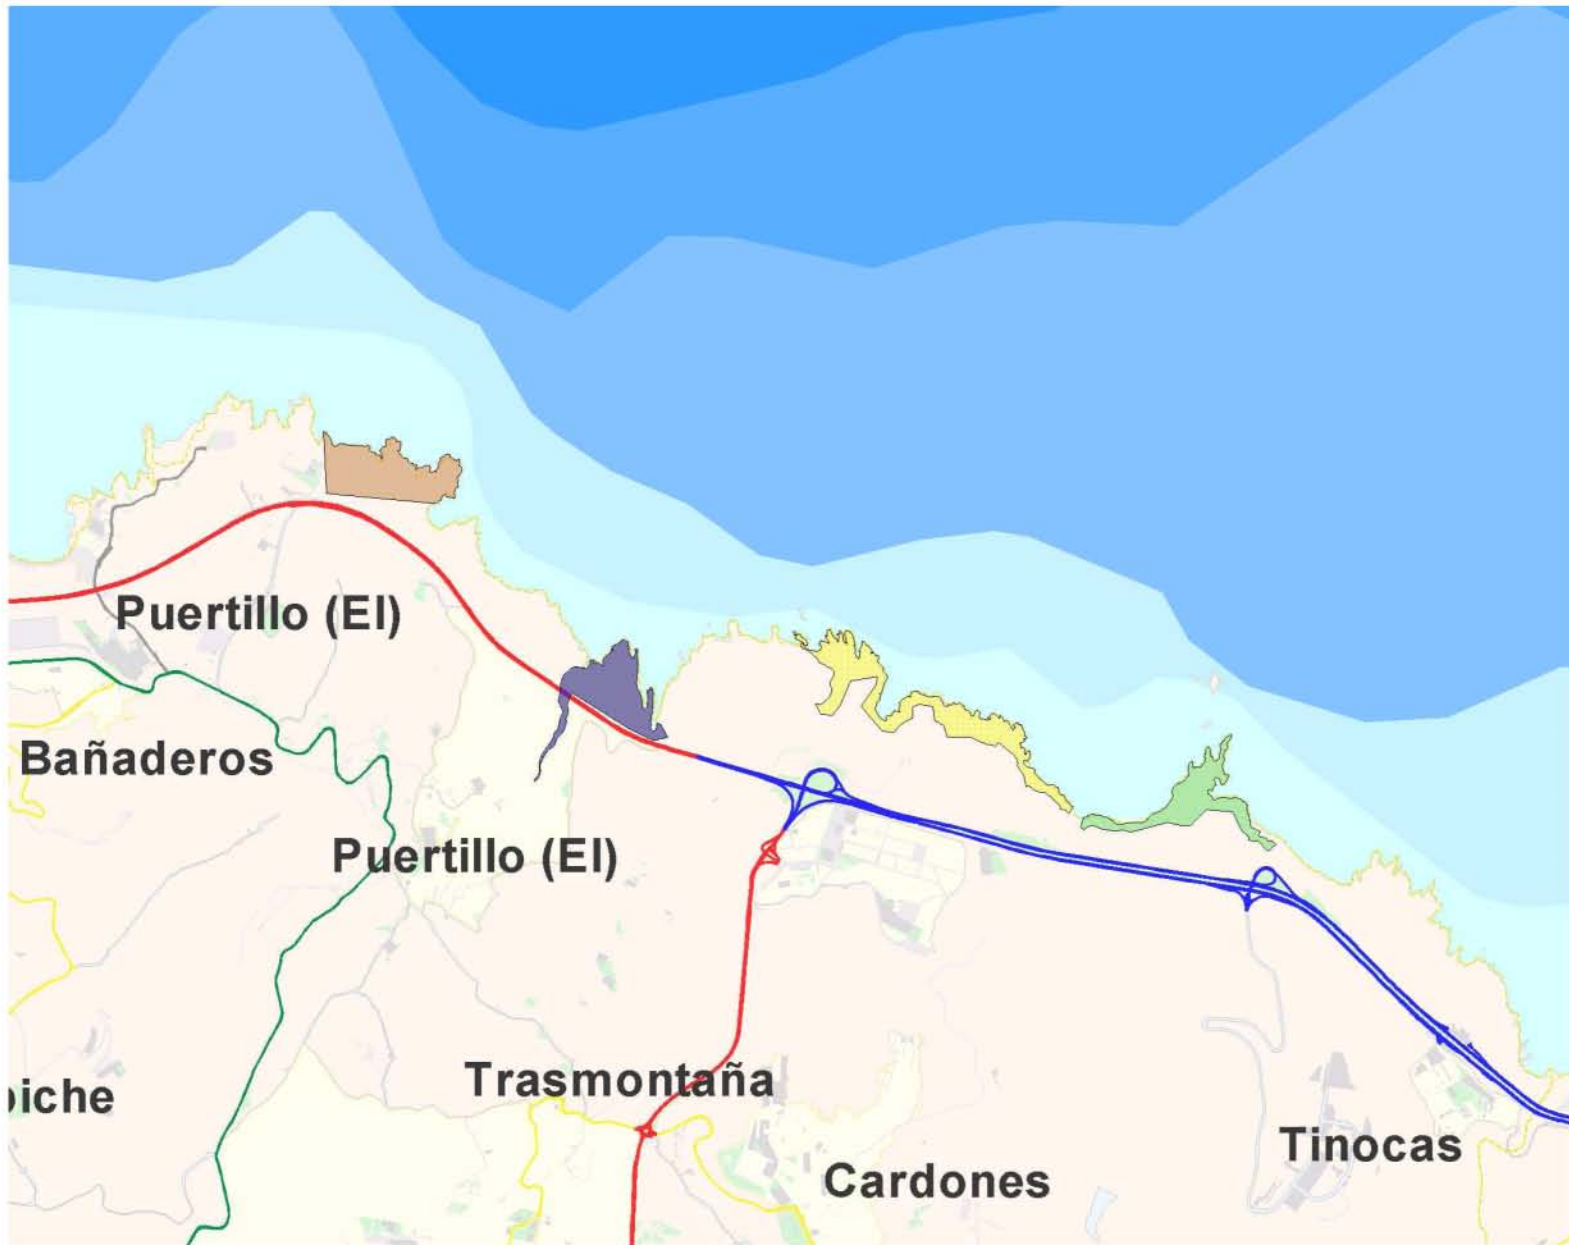 Puertillo (El)
Bañaderos
Puertillo (El)
Trasmontaña
Tinocas
Cardones